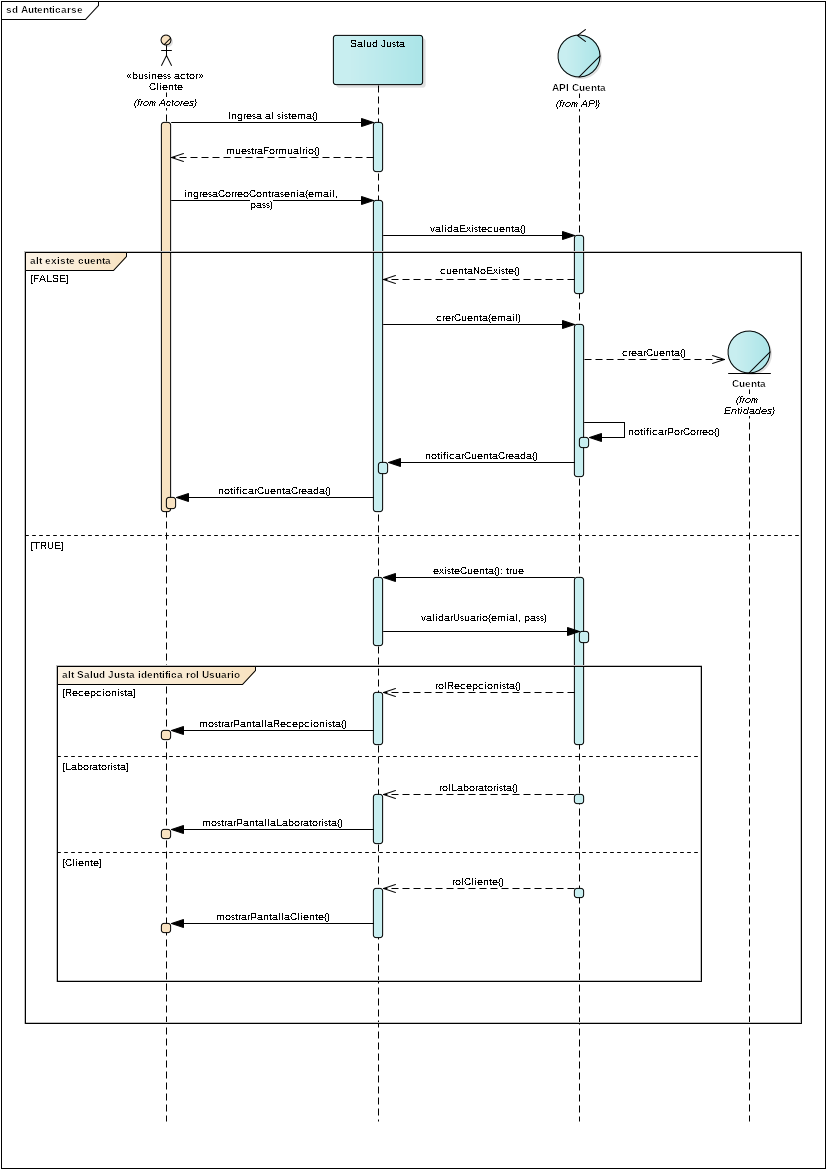 sd Autenticarse
Salud Justa
«business actor»
Cliente
(from Actores)
API Cuenta
(from API)
Ingresa al sistema()
muestraFormualrio()
ingresaCorreoContrasenia(email,
pass)
validaExistecuenta()
alt existe cuenta
[FALSE]
cuentaNoExiste()
crerCuenta(email)
crearCuenta()
Cuenta
(from
Entidades)
notificarPorCorreo()
notificarCuentaCreada()
notificarCuentaCreada()
[TRUE]
existeCuenta(): true
validarUsuario(emial, pass)
alt Salud Justa identifica rol Usuario
[Recepcionista]
rolRecepcionista()
mostrarPantallaRecepcionista()
[Laboratorista]
rolLaboratorista()
mostrarPantallaLaboratorista()
[Cliente]
rolCliente()
mostrarPantallaCliente()